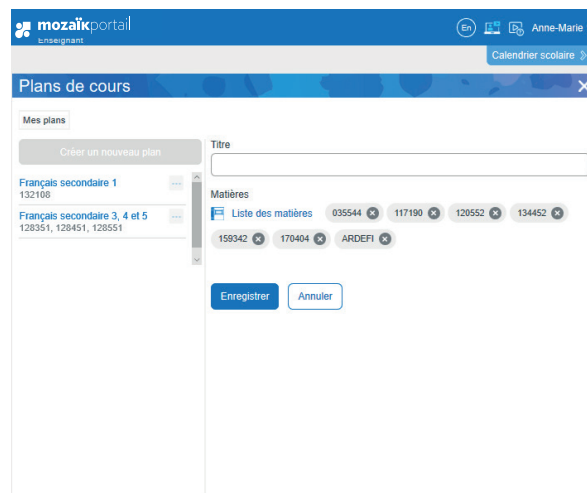 mozaïkportail
Enseignant
En
Anne-Marie
Calendrier scolaire
Plans de cours
Mes plans
Créer un nouveau plan
Français secondaire 1
132108
Français secondaire 3, 4 et 5
128351, 128451, 128551
Titre
Matières
Liste des matières 035544 117190 120552 134452
159342 170404 ARDEFI
Enregistrer Annuler